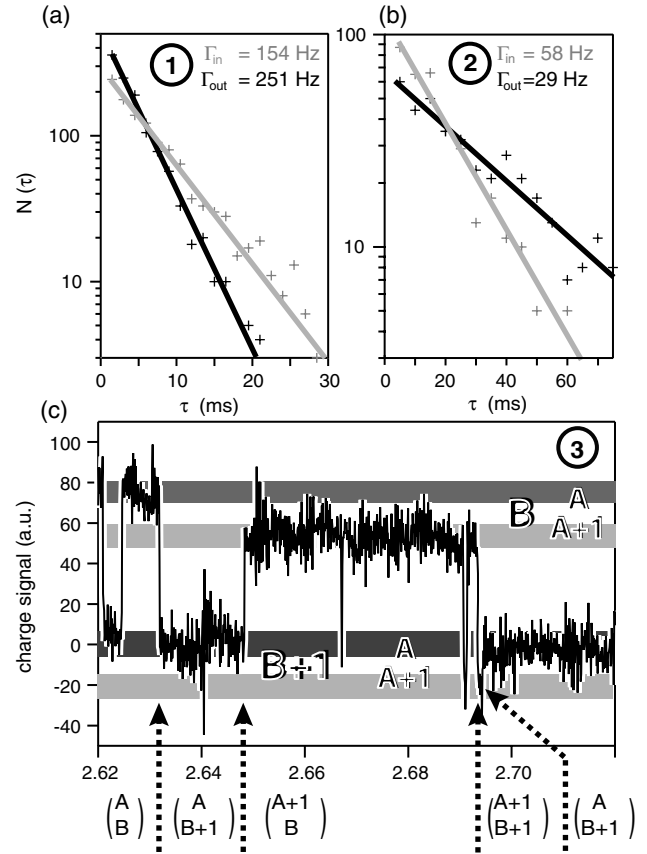 (a)
(b)
1
Γin = 154 Hz
Γout = 251 Hz
2
Γin = 58 Hz
Γout=29 Hz
100
10
N (τ)
0
10
20
30
τ (ms)
100
10
0
20
40
60
τ (ms)
(c)
3
100
80
60
40
20
0
-20
-40
charge signal (a.u.)
B
A
A+1
B+1
A
A+1
2.62
2.64
2.66
2.68
2.70
(A B)
(A B+1)
(A+1 B)
(A+1 B+1)
(A B+1)